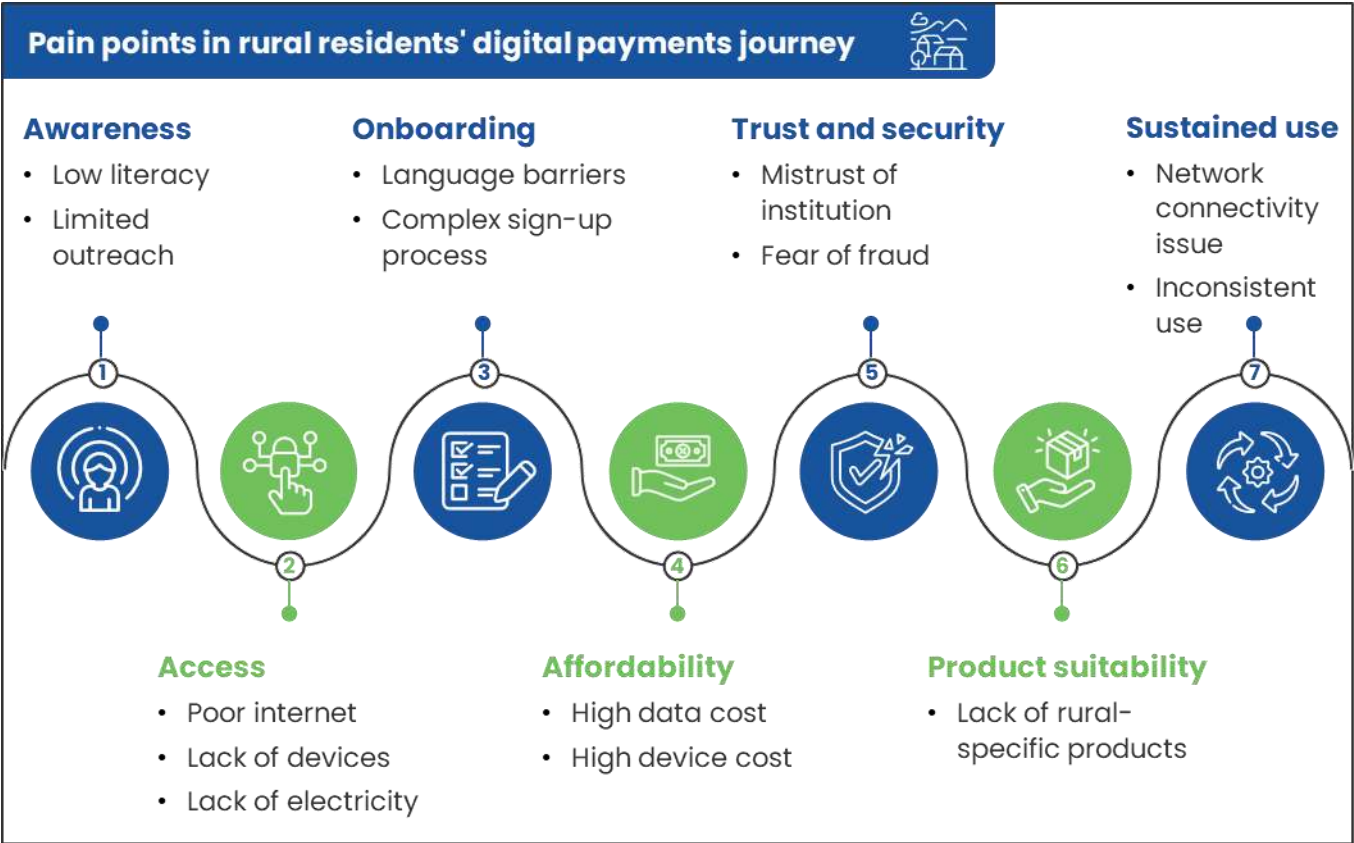 Pain points in rural residents' digital payments journey
Awareness
• Low literacy
• Limited
outreach
Onboarding
• Language barriers
• Complex sign-up
process
Trust and security
• Mistrust of
institution
• Fear of fraud
Sustained use
• Network
connectivity
issue
• Inconsistent
use
1
2
3
4
5
6
7
Access
• Poor internet
• Lack of devices
• Lack of electricity
Affordability
• High data cost
• High device cost
Product suitability
• Lack of rural-
specific products